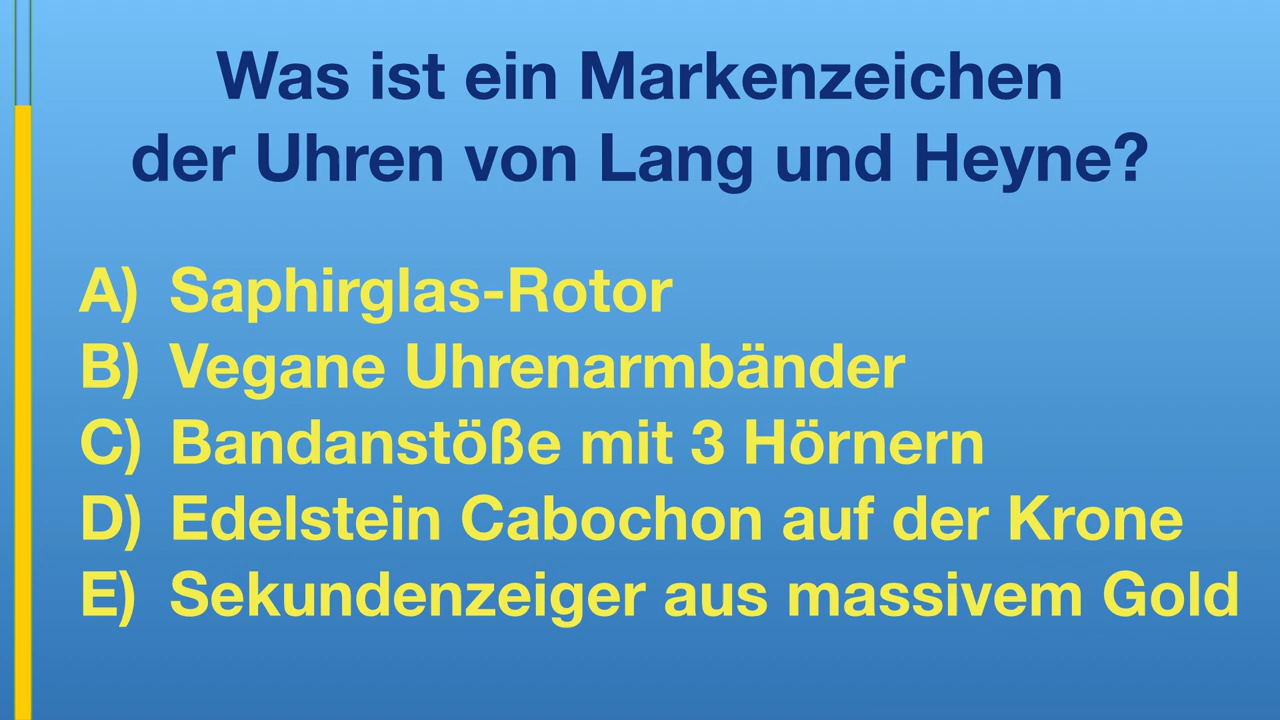 Was ist ein Markenzeichen
der Uhren von Lang und Heyne?
A) Saphirglas-Rotor
B) Vegane Uhrenarmbänder
C) Bandanstöße mit 3 Hörnern
D) Edelstein Cabochon auf der Krone
E) Sekundenzeiger aus massivem Gold